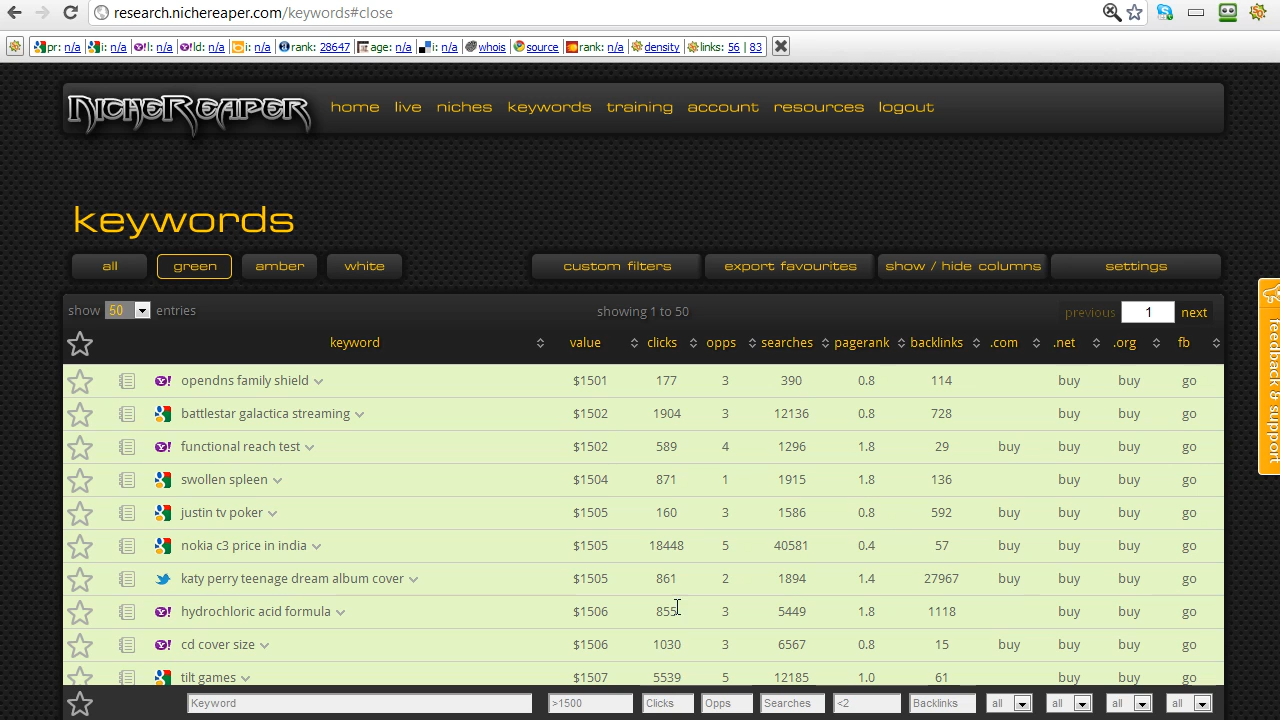 research.nichereaper.com/keywords#close
pr: n/a i: n/a l: n/a ld: n/a i: n/a rank: 28647 age: n/a i: n/a whois source rank: n/a density links: 56 | 83
NICHEREAPER home live niches keywords training account resources logout
keywords
all green amber white custom filters export favourites show / hide columns settings
show 50 entries showing 1 to 50 previous 1 next
keyword value clicks opps searches pagerank backlinks .com .net .org fb
Y! opendns family shield $1501 177 3 390 0.8 114 buy buy go
battlestar galactica streaming $1502 1904 3 12136 0.8 728 buy buy go
Y! functional reach test $1502 589 4 1296 1.8 29 buy buy buy go
swollen spleen $1504 871 1 1915 1.8 136 buy buy go
justin tv poker $1505 160 3 1586 0.8 592 buy buy buy go
nokia c3 price in india $1505 18448 5 40581 0.4 57 buy buy buy go
katy perry teenage dream album cover $1505 861 2 1894 1.4 27967 buy buy buy go
Y! hydrochloric acid formula $1506 855 3 5449 1.8 1118 buy buy go
Y! cd cover size $1506 1030 3 6567 0.8 15 buy buy buy go
tilt games $1507 5539 5 12185 1.0 61 buy buy go
Keyword >1500 Clicks Opps Searches <2 Backlinks all all all all
feedback & support